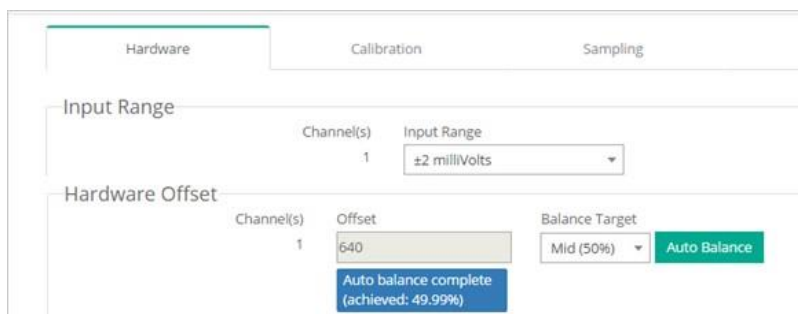 Hardware Calibration Sampling
Input Range
Channel(s) Input Range
1 ±2 milliVolts
Hardware Offset
Channel(s) Offset Balance Target
1 640 Mid (50%) Auto Balance
Auto balance complete
(achieved: 49.99%)